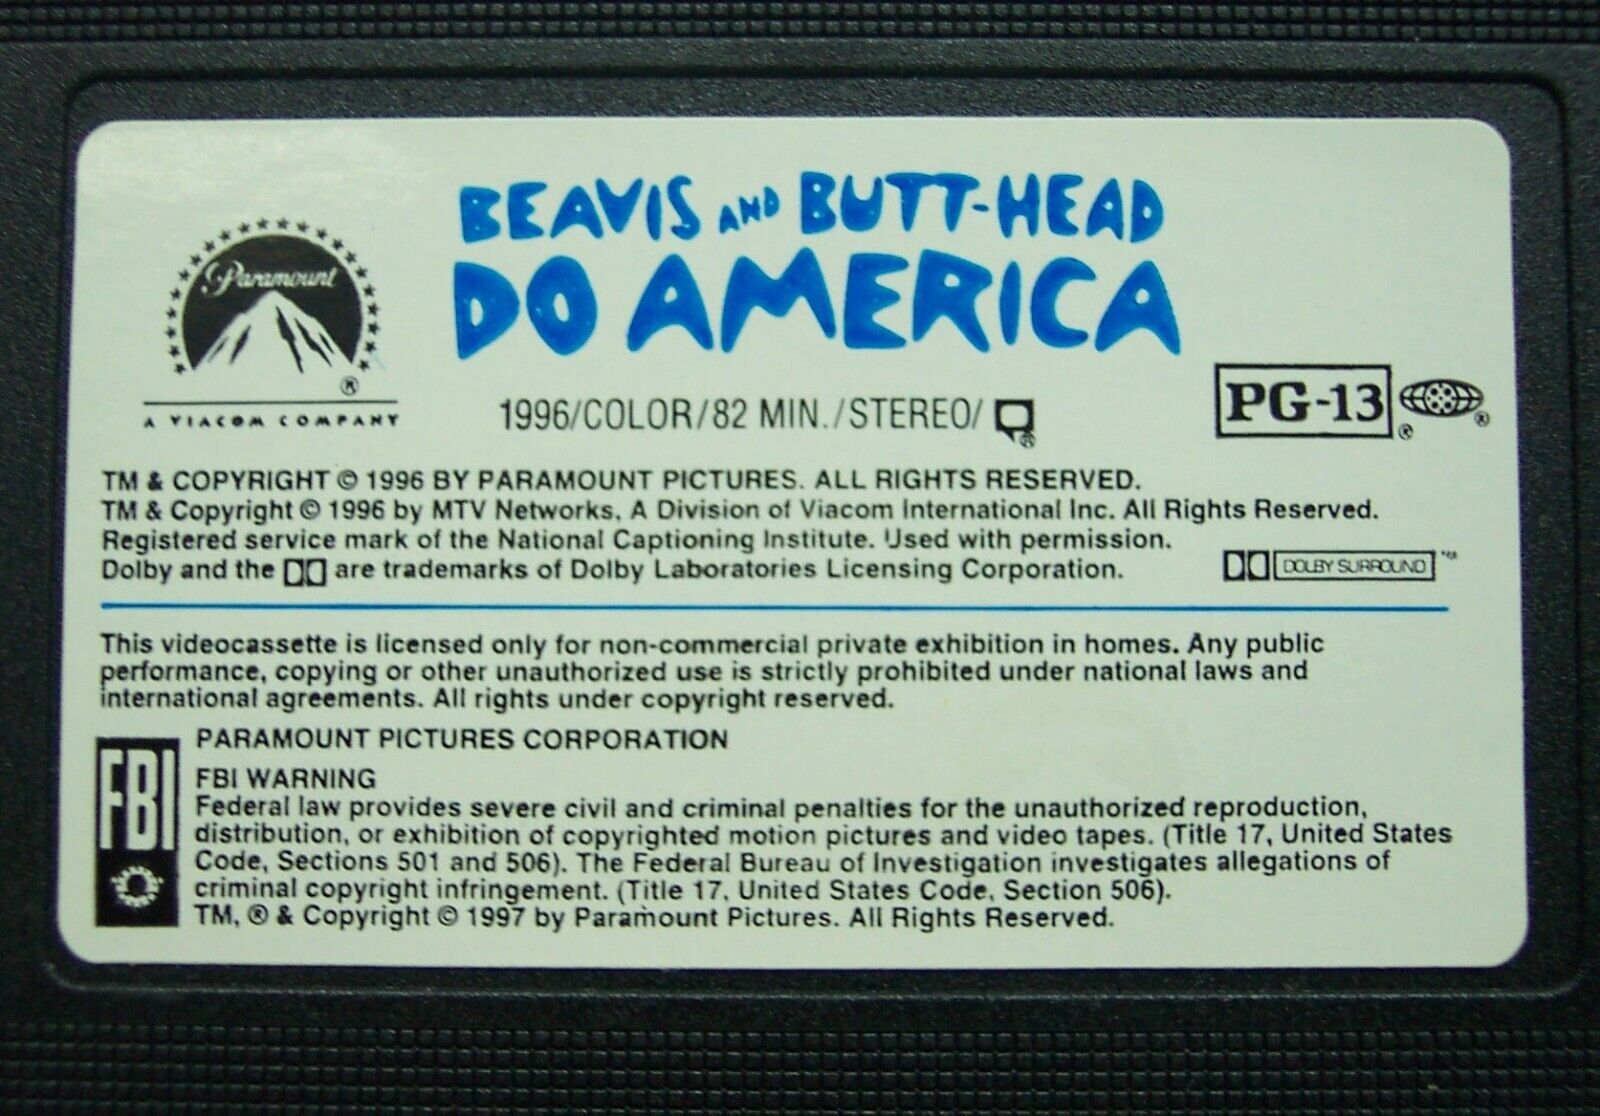 BEAVIS AND BUTT-HEAD
DO AMERICA
Paramount
®
A VIACOM COMPANY
1996/COLOR/82 MIN./STEREO/
®
PG-13
®
®
TM & COPYRIGHT © 1996 BY PARAMOUNT PICTURES. ALL RIGHTS RESERVED.
TM & Copyright © 1996 by MTV Networks, A Division of Viacom International Inc. All Rights Reserved.
Registered service mark of the National Captioning Institute. Used with permission.
Dolby and the are trademarks of Dolby Laboratories Licensing Corporation.
DOLBY SURROUND ™
This videocassette is licensed only for non-commercial private exhibition in homes. Any public
performance, copying or other unauthorized use is strictly prohibited under national laws and
international agreements. All rights under copyright reserved.
PARAMOUNT PICTURES CORPORATION
FBI
FBI WARNING
Federal law provides severe civil and criminal penalties for the unauthorized reproduction,
distribution, or exhibition of copyrighted motion pictures and video tapes. (Title 17, United States
Code, Sections 501 and 506). The Federal Bureau of Investigation investigates allegations of
criminal copyright infringement. (Title 17, United States Code, Section 506).
TM, ® & Copyright © 1997 by Paramount Pictures. All Rights Reserved.